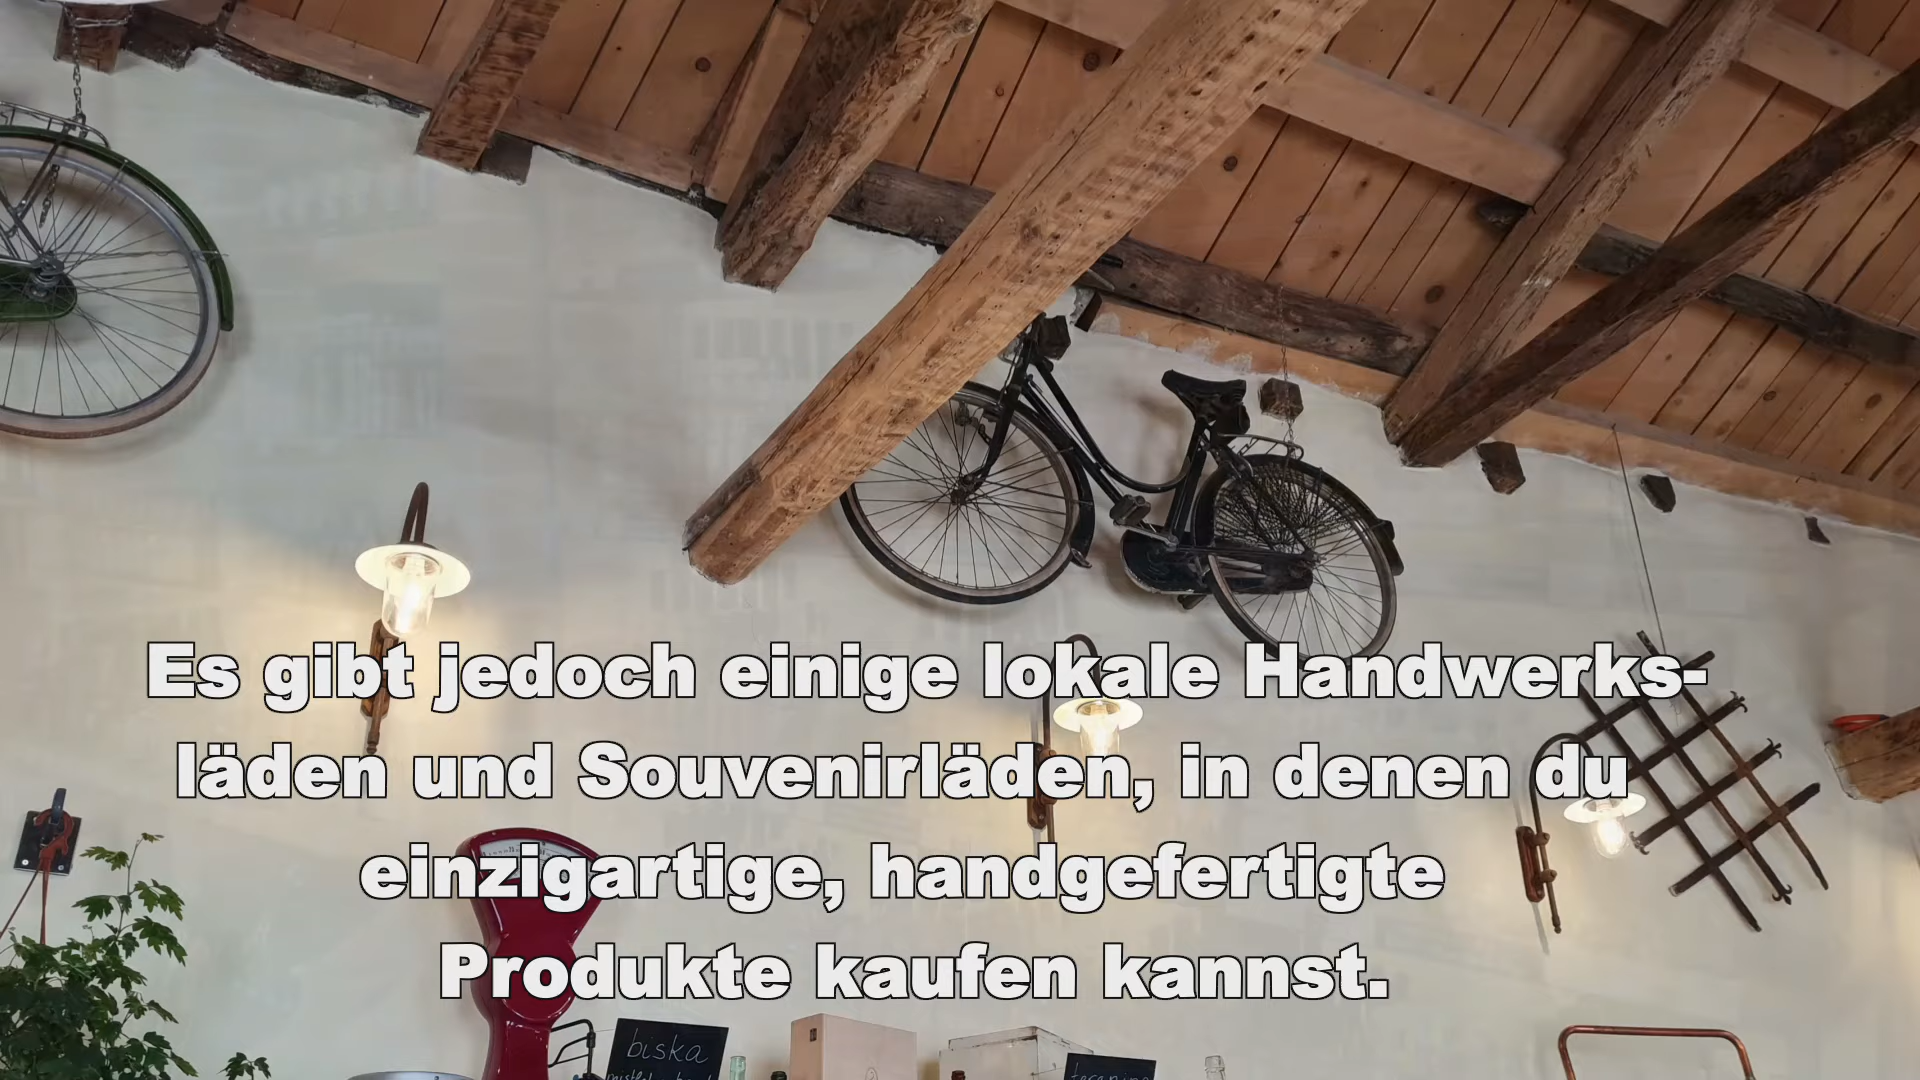 Es gibt jedoch einige lokale Handwerks-
läden und Souvenirläden, in denen du
einzigartige, handgefertigte
Produkte kaufen kannst.
biska